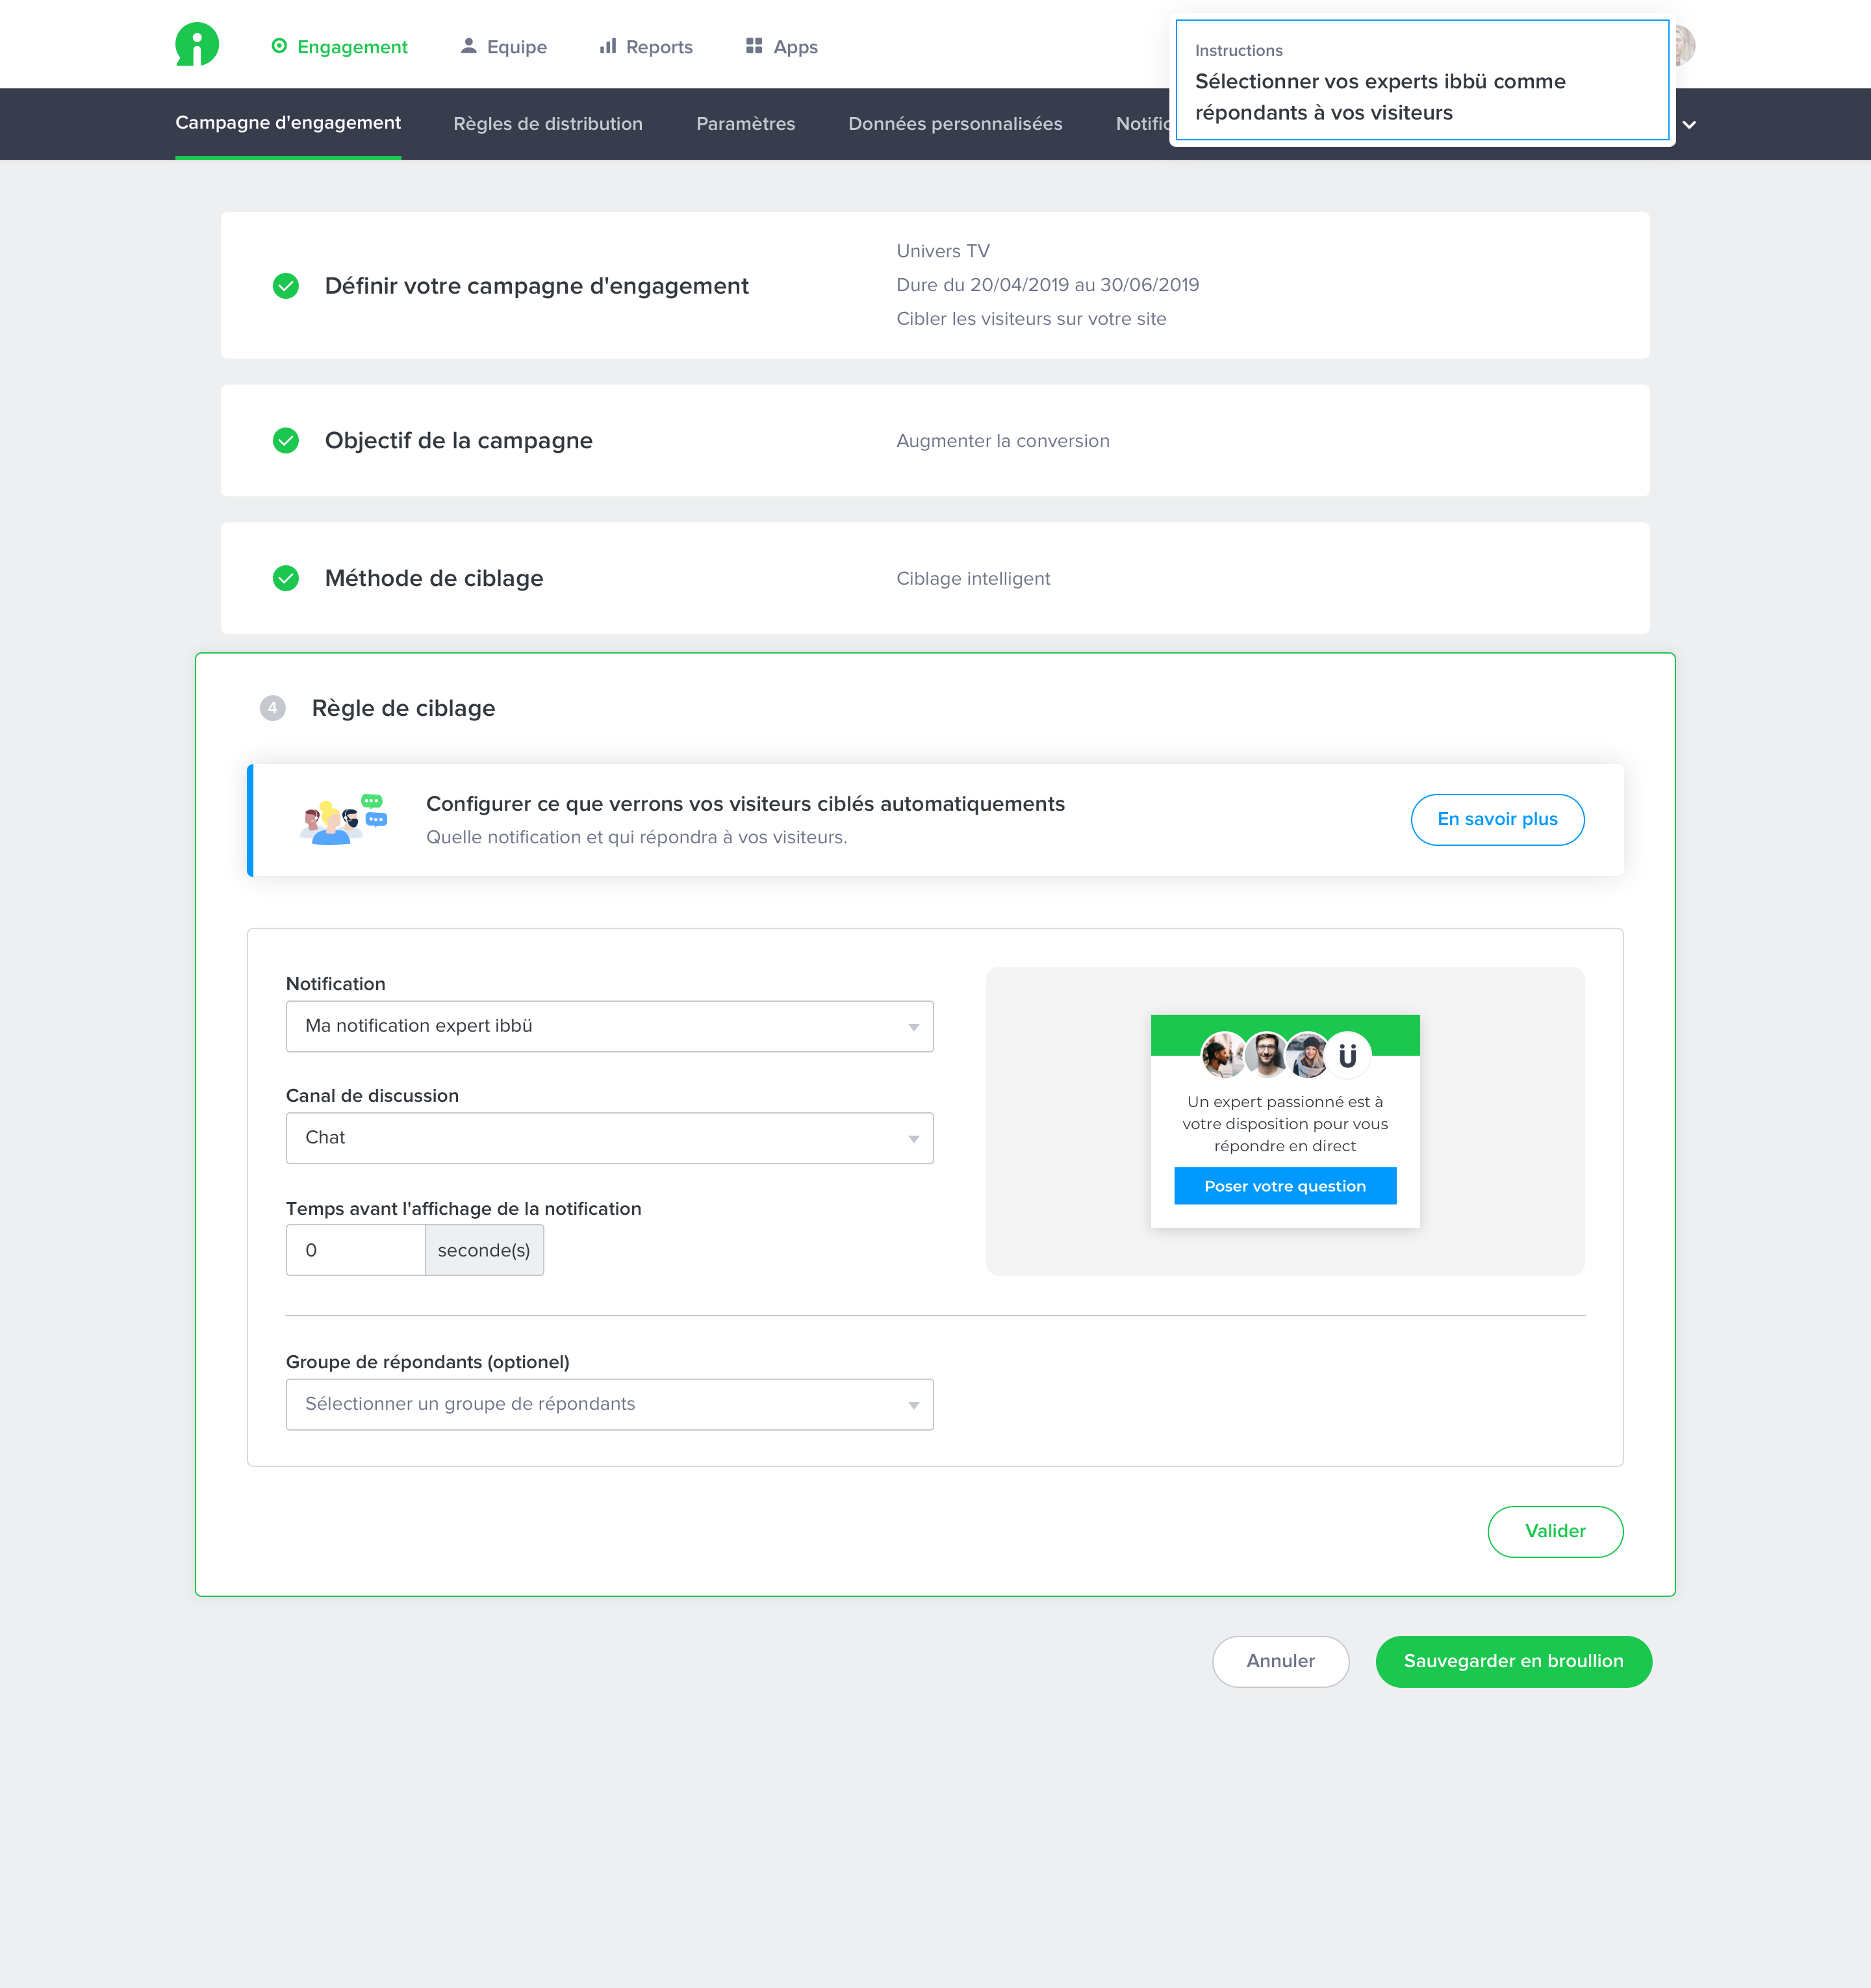 Engagement
Equipe
Reports
Apps
Instructions
Sélectionner vos experts ibbü comme
répondants à vos visiteurs
Campagne d'engagement
Règles de distribution
Paramètres
Données personnalisées
Notific
Définir votre campagne d'engagement
Univers TV
Dure du 20/04/2019 au 30/06/2019
Cibler les visiteurs sur votre site
Objectif de la campagne
Augmenter la conversion
Méthode de ciblage
Ciblage intelligent
4
Règle de ciblage
Configurer ce que verrons vos visiteurs ciblés automatiquements
Quelle notification et qui répondra à vos visiteurs.
En savoir plus
Notification
Ma notification expert ibbü
Canal de discussion
Chat
Temps avant l'affichage de la notification
0
seconde(s)
ü
Un expert passionné est à
votre disposition pour vous
répondre en direct
Poser votre question
Groupe de répondants (optionel)
Sélectionner un groupe de répondants
Valider
Annuler
Sauvegarder en broullion